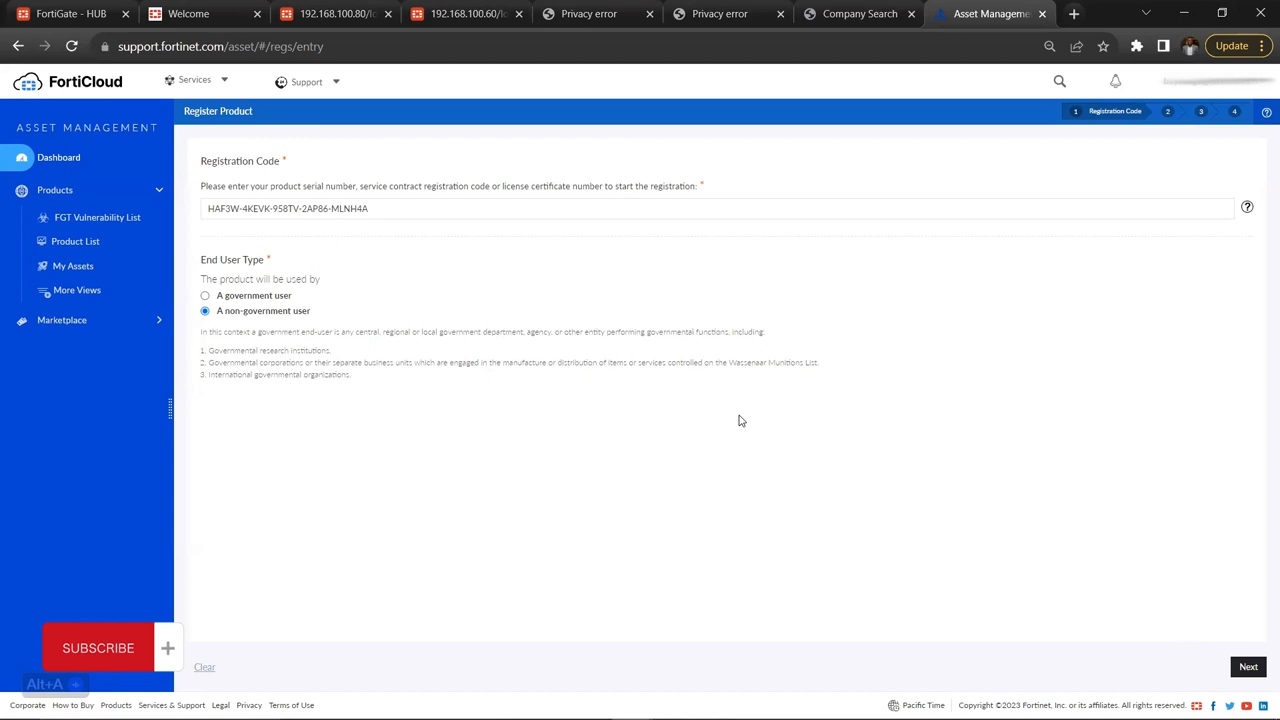 FortiGate - HUB
Welcome
192.168.100.80/l
192.168.100.60/l
Privacy error
Privacy error
Company Search
Asset Managemen
support.fortinet.com/asset/#/regs/entry
Update
FortiCloud
Services
Support
ASSET MANAGEMENT
Register Product
1 Registration Code 2 3 4
Dashboard
Products
FGT Vulnerability List
Product List
My Assets
More Views
Marketplace
Registration Code *
Please enter your product serial number, service contract registration code or license certificate number to start the registration: *
HAF3W-4KEVK-958TV-2AP86-MLNH4A
End User Type *
The product will be used by
A government user
A non-government user
In this context a government end-user is any central, regional or local government department, agency, or other entity performing governmental functions, including:
1. Governmental research institutions.
2. Governmental corporations or their separate business units which are engaged in the manufacture or distribution of items or services controlled on the Wassenaar Munitions List.
3. International governmental organizations.
SUBSCRIBE +
Alt+A
Clear
Next
Corporate How to Buy Products Services & Support Legal Privacy Terms of Use
Pacific Time Copyright ©2023 Fortinet, Inc. or its affiliates. All rights reserved.